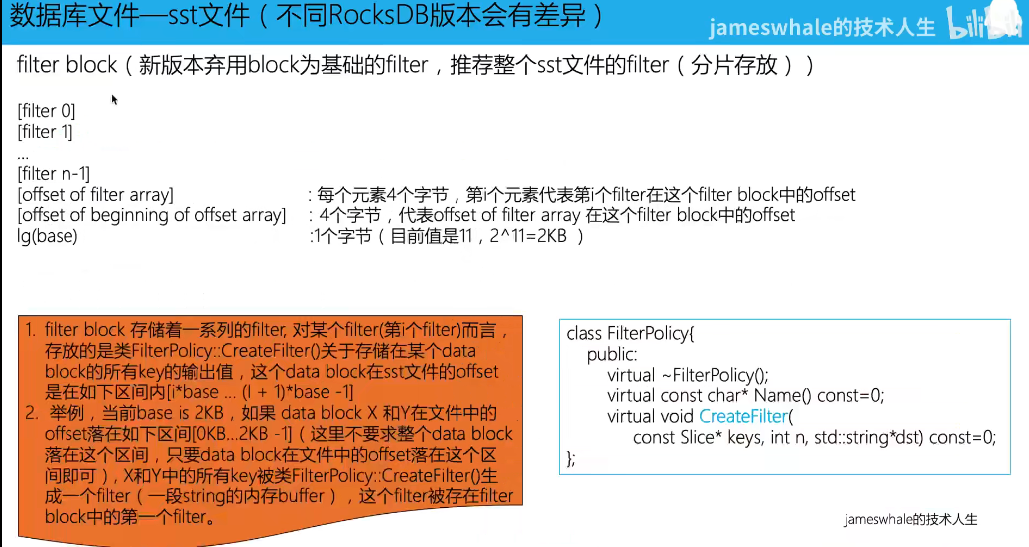 数据库文件—sst文件（不同RocksDB版本会有差异）
jameswhale的技术人生 bilibili
filter block（新版本弃用block为基础的filter，推荐整个sst文件的filter（分片存放））
[filter 0]
[filter 1]
...
[filter n-1]
[offset of filter array] ：每个元素4个字节，第i个元素代表第i个filter在这个filter block中的offset
[offset of beginning of offset array] ：4个字节，代表offset of filter array 在这个filter block中的offset
lg(base) :1个字节（目前值是11，2^11=2KB ）
1. filter block 存储着一系列的filter, 对某个filter(第i个filter)而言，
存放的是类FilterPolicy::CreateFilter()关于存储在某个data
block的所有key的输出值，这个data block在sst文件的offset
是在如下区间内[i*base ... (I + 1)*base -1]
2. 举例，当前base is 2KB，如果 data block X 和Y在文件中的
offset落在如下区间[0KB...2KB -1]（这里不要求整个data block
落在这个区间，只要data block在文件中的offset落在这个区
间即可），X和Y中的所有key被类FilterPolicy::CreateFilter()生
成一个filter（一段string的内存buffer），这个filter被存在filter
block中的第一个filter。
class FilterPolicy{
public:
virtual ~FilterPolicy();
virtual const char* Name() const=0;
virtual void CreateFilter(
const Slice* keys, int n, std::string*dst) const=0;
};
jameswhale的技术人生